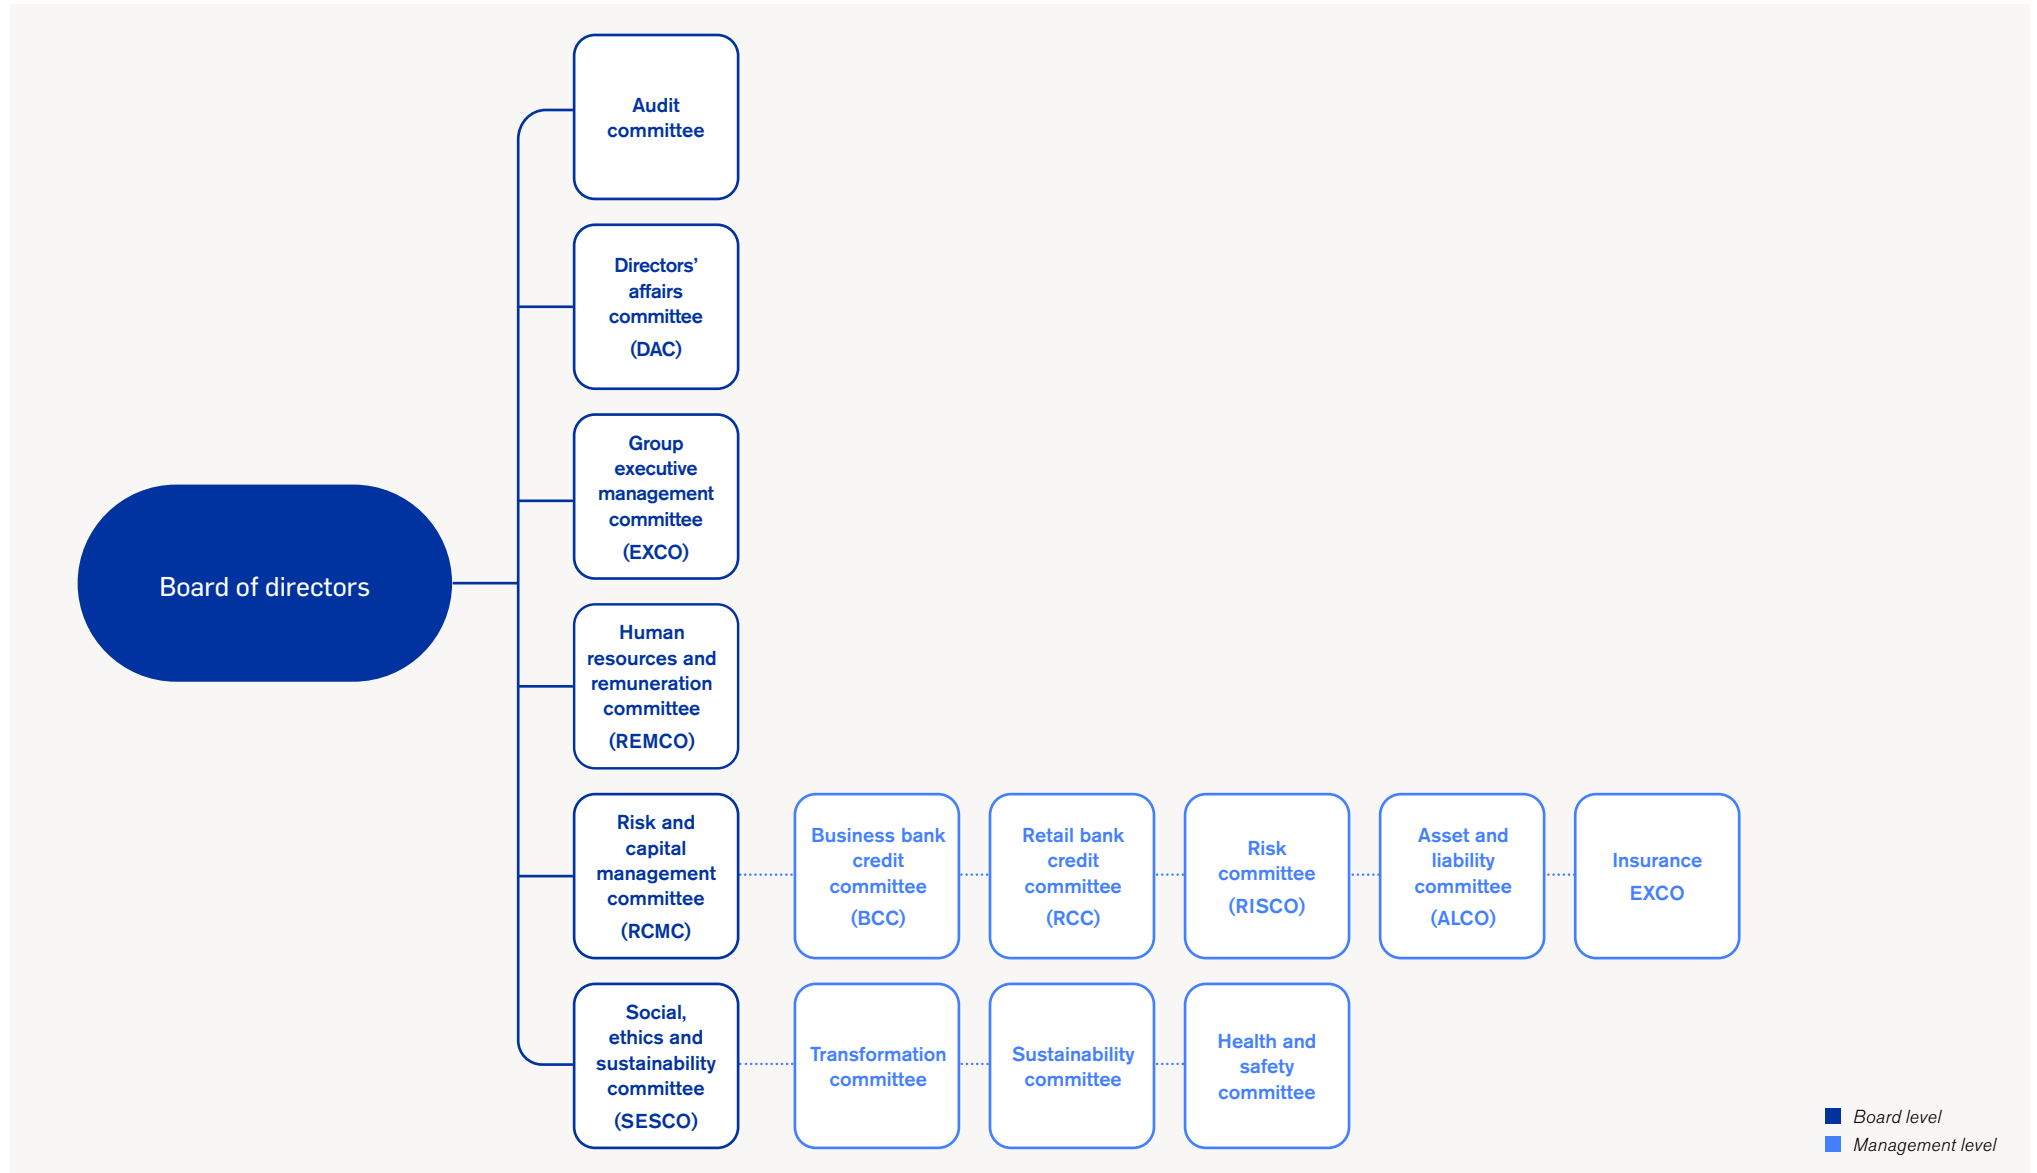 Board of directors
Audit
committee
Directors’
affairs
committee
(DAC)
Group
executive
management
committee
(EXCO)
Human
resources and
remuneration
committee
(REMCO)
Risk and
capital
management
committee
(RCMC)
Business bank
credit
committee
(BCC)
Retail bank
credit
committee
(RCC)
Risk
committee
(RISCO)
Asset and
liability
committee
(ALCO)
Insurance
EXCO
Social,
ethics and
sustainability
committee
(SESCO)
Transformation
committee
Sustainability
committee
Health and
safety
committee
Board level
Management level